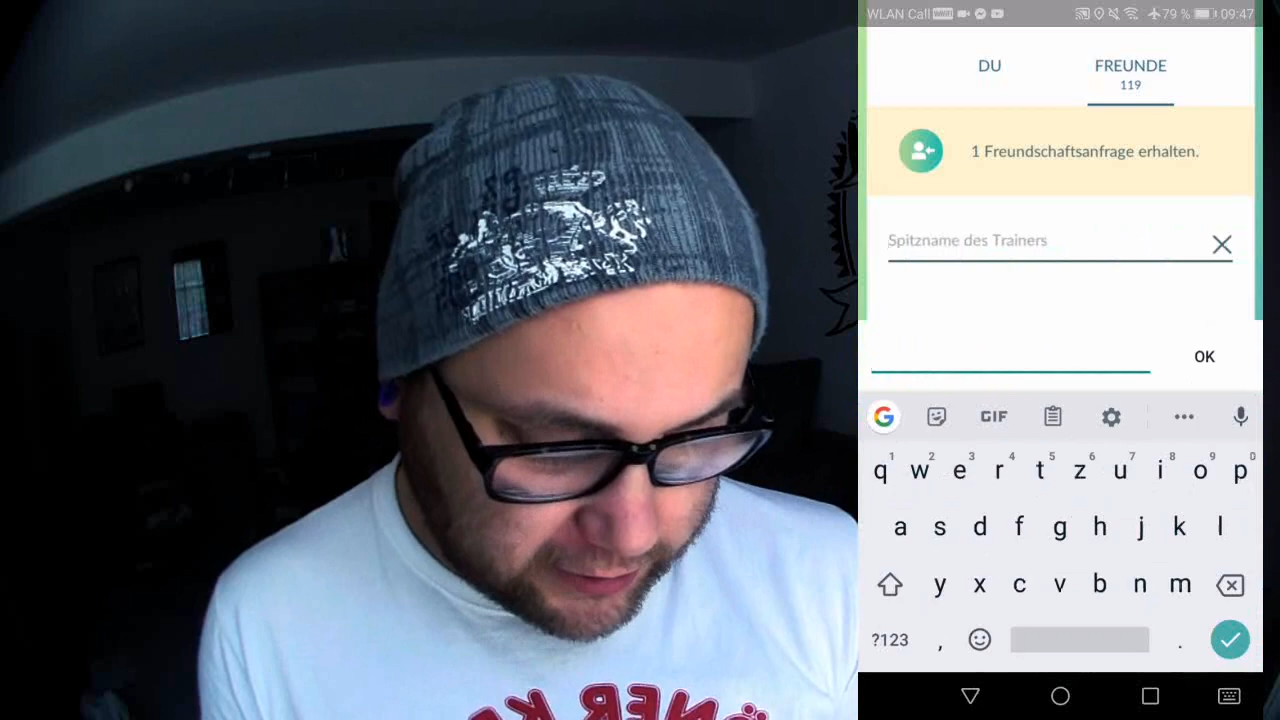 WLAN Call
79 %
09:47
DU
FREUNDE
119
1 Freundschaftsanfrage erhalten.
Spitzname des Trainers
OK
G
GIF
1 2 3 4 5 6 7 8 9 0
q w e r t z u i o p
a s d f g h j k l
y x c v b n m
?123 , .